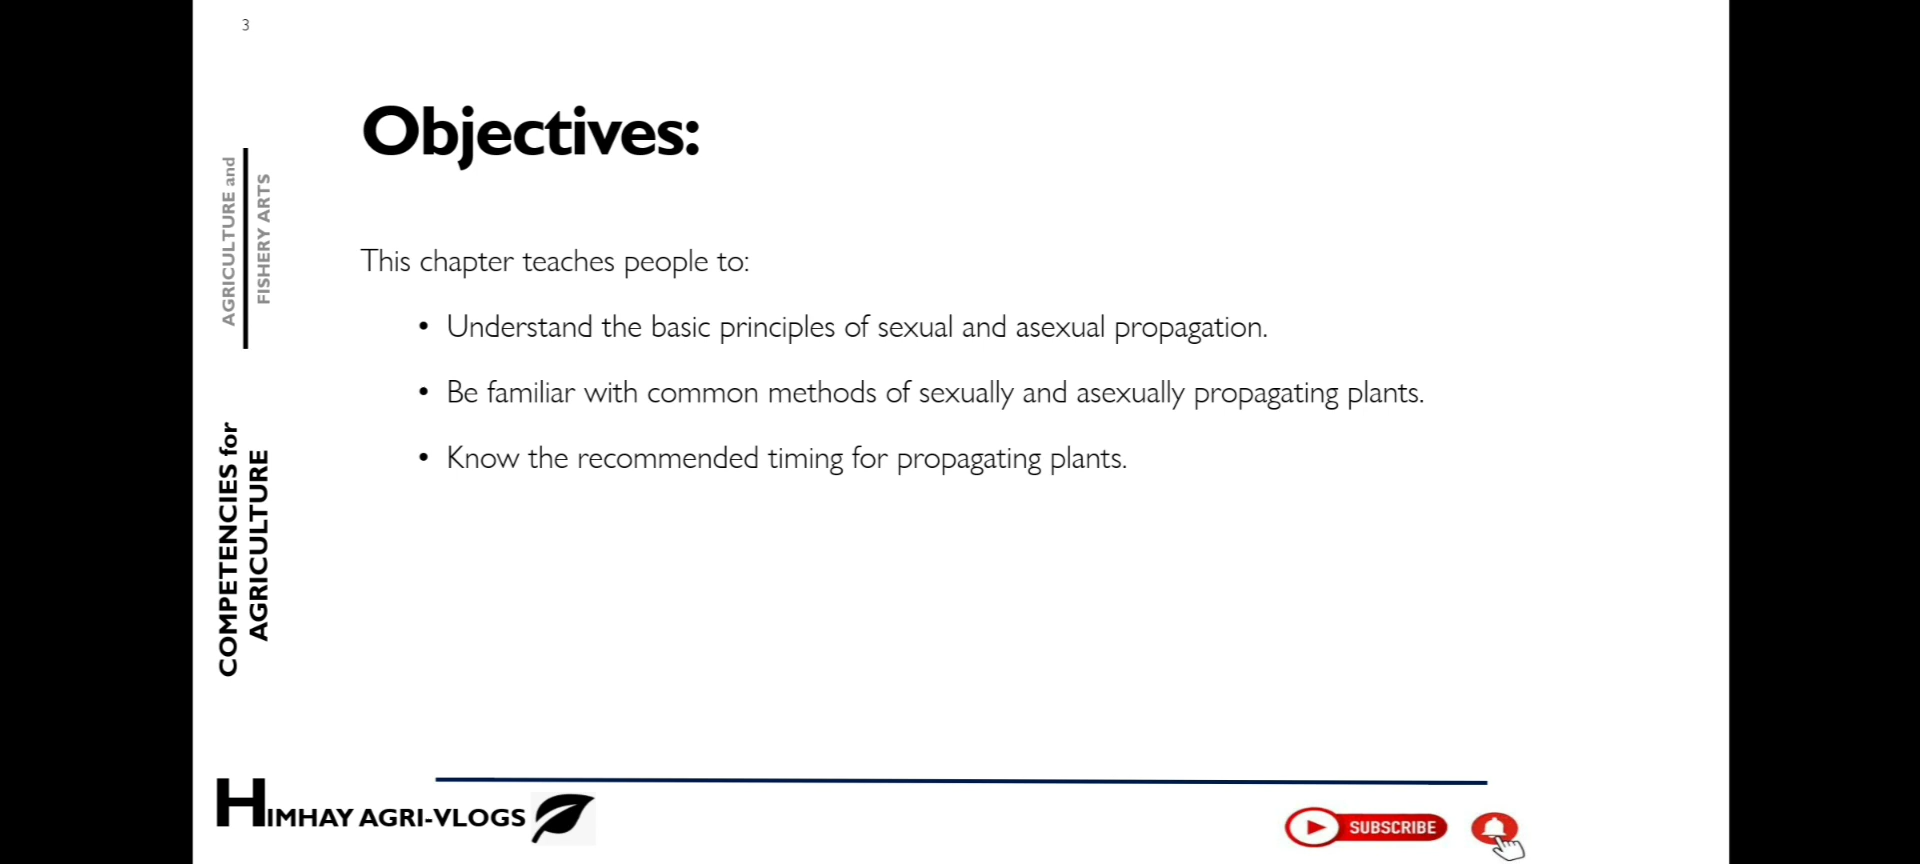 3
Objectives:
AGRICULTURE and
FISHERY ARTS
This chapter teaches people to:
• Understand the basic principles of sexual and asexual propagation.
• Be familiar with common methods of sexually and asexually propagating plants.
• Know the recommended timing for propagating plants.
COMPETENCIES for
AGRICULTURE
HIMHAY AGRI-VLOGS
SUBSCRIBE